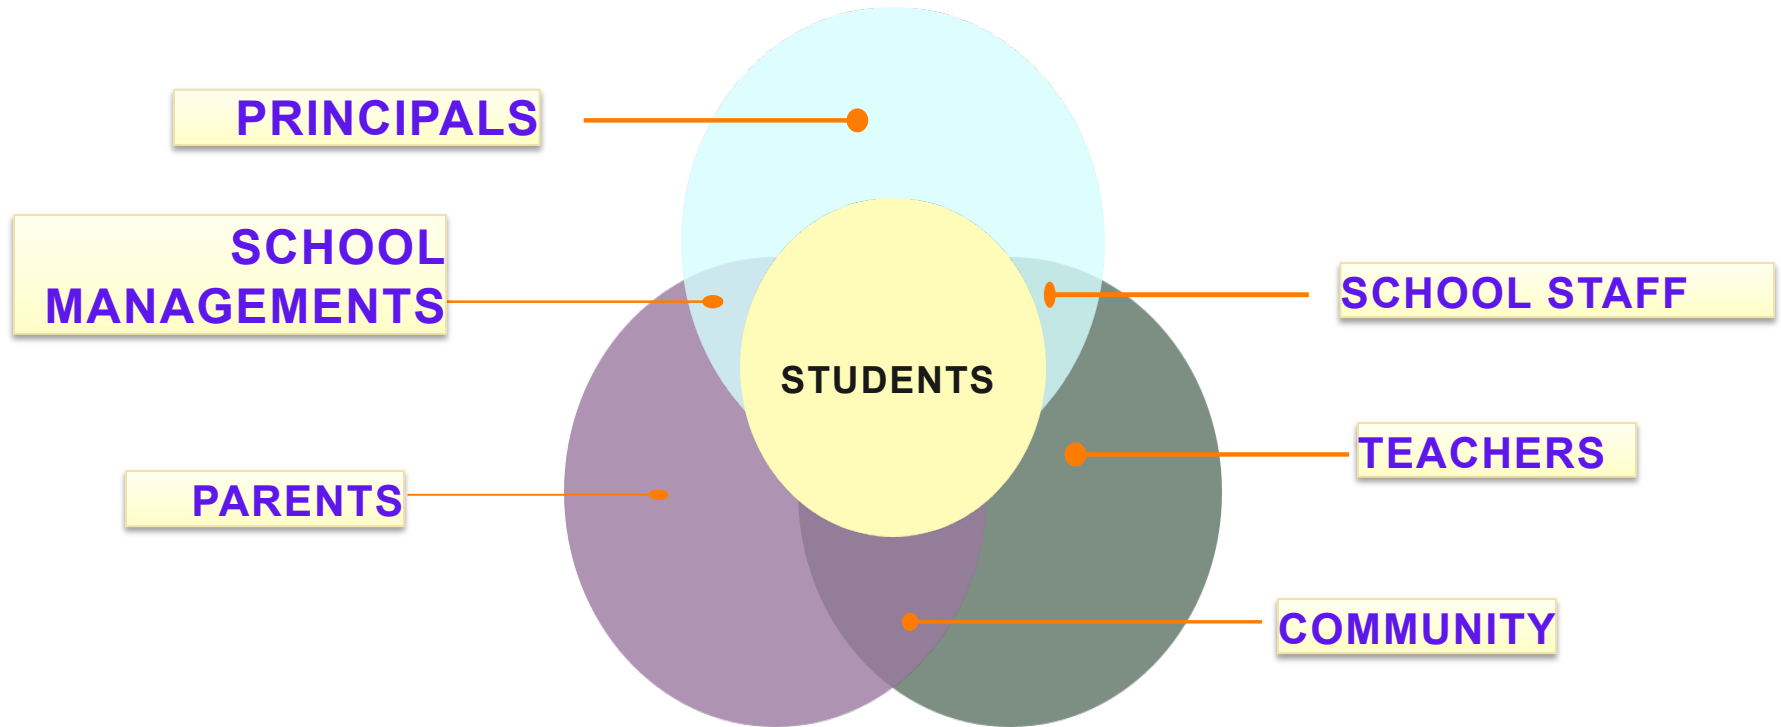 PRINCIPALS
SCHOOL
MANAGEMENTS
SCHOOL STAFF
STUDENTS
TEACHERS
PARENTS
COMMUNITY